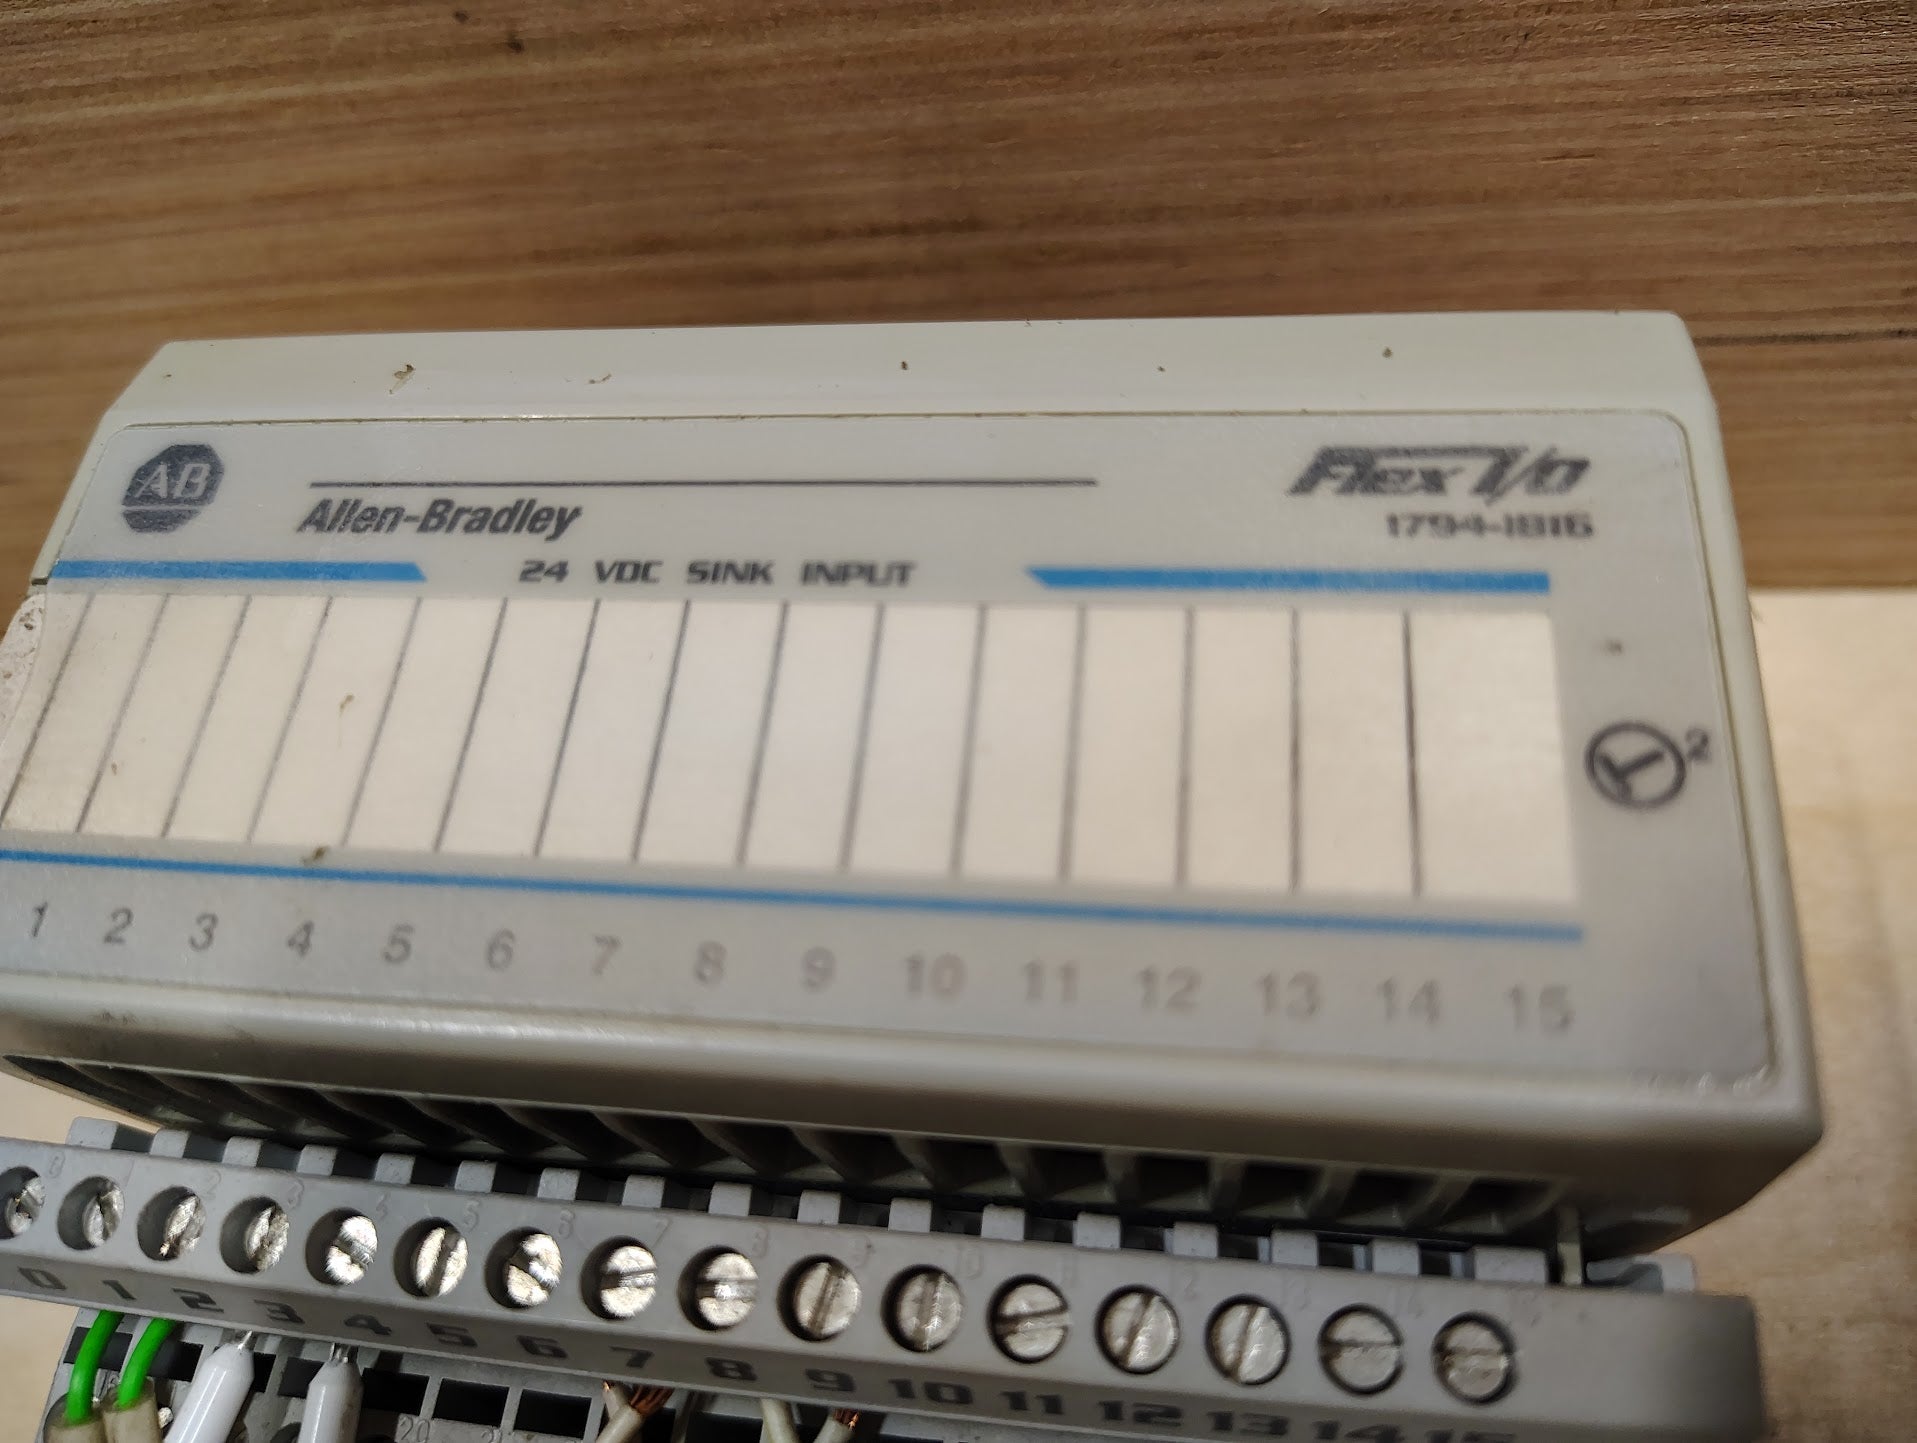 AB
Allen-Bradley
Flex I/O
1794-IB16
24 VDC SINK INPUT
2
1 2 3 4 5 6 7 8 9 10 11 12 13 14 15
0 1 2 3 4 5 6 7 8 9 10 11 12 13 14 15